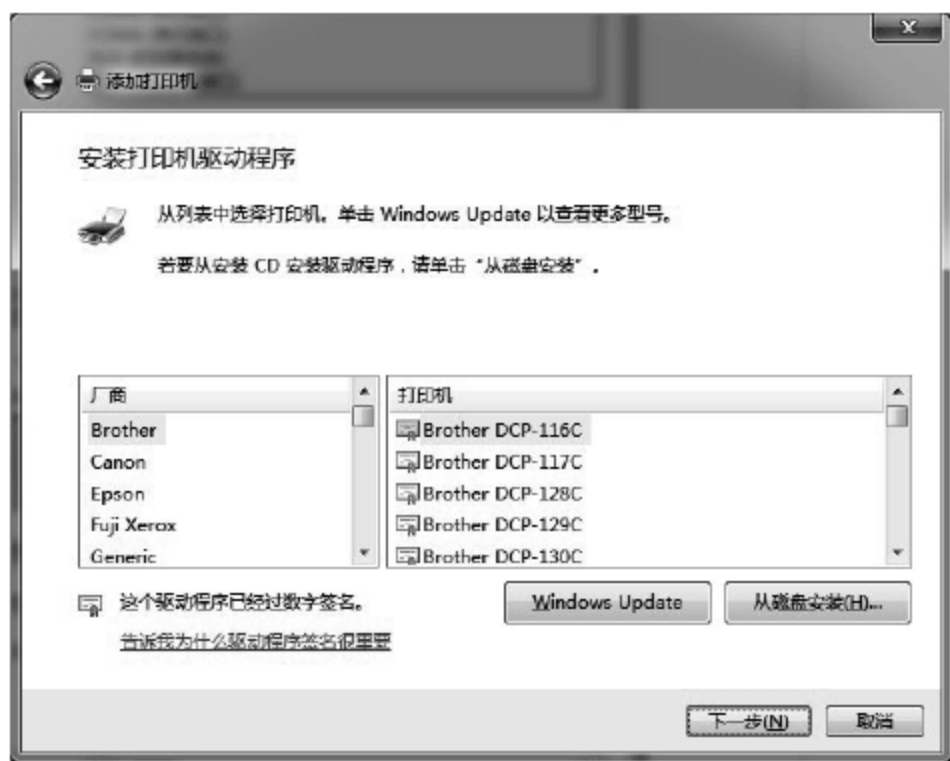 添加打印机
安装打印机驱动程序
从列表中选择打印机。单击 Windows Update 以查看更多型号。
若要从安装 CD 安装驱动程序，请单击“从磁盘安装”。
厂商
Brother
Canon
Epson
Fuji Xerox
Generic
打印机
Brother DCP-116C
Brother DCP-117C
Brother DCP-128C
Brother DCP-129C
Brother DCP-130C
这个驱动程序已经过数字签名。
告诉我为什么驱动程序签名很重要
Windows Update
从磁盘安装(H)...
下一步(N)
取消